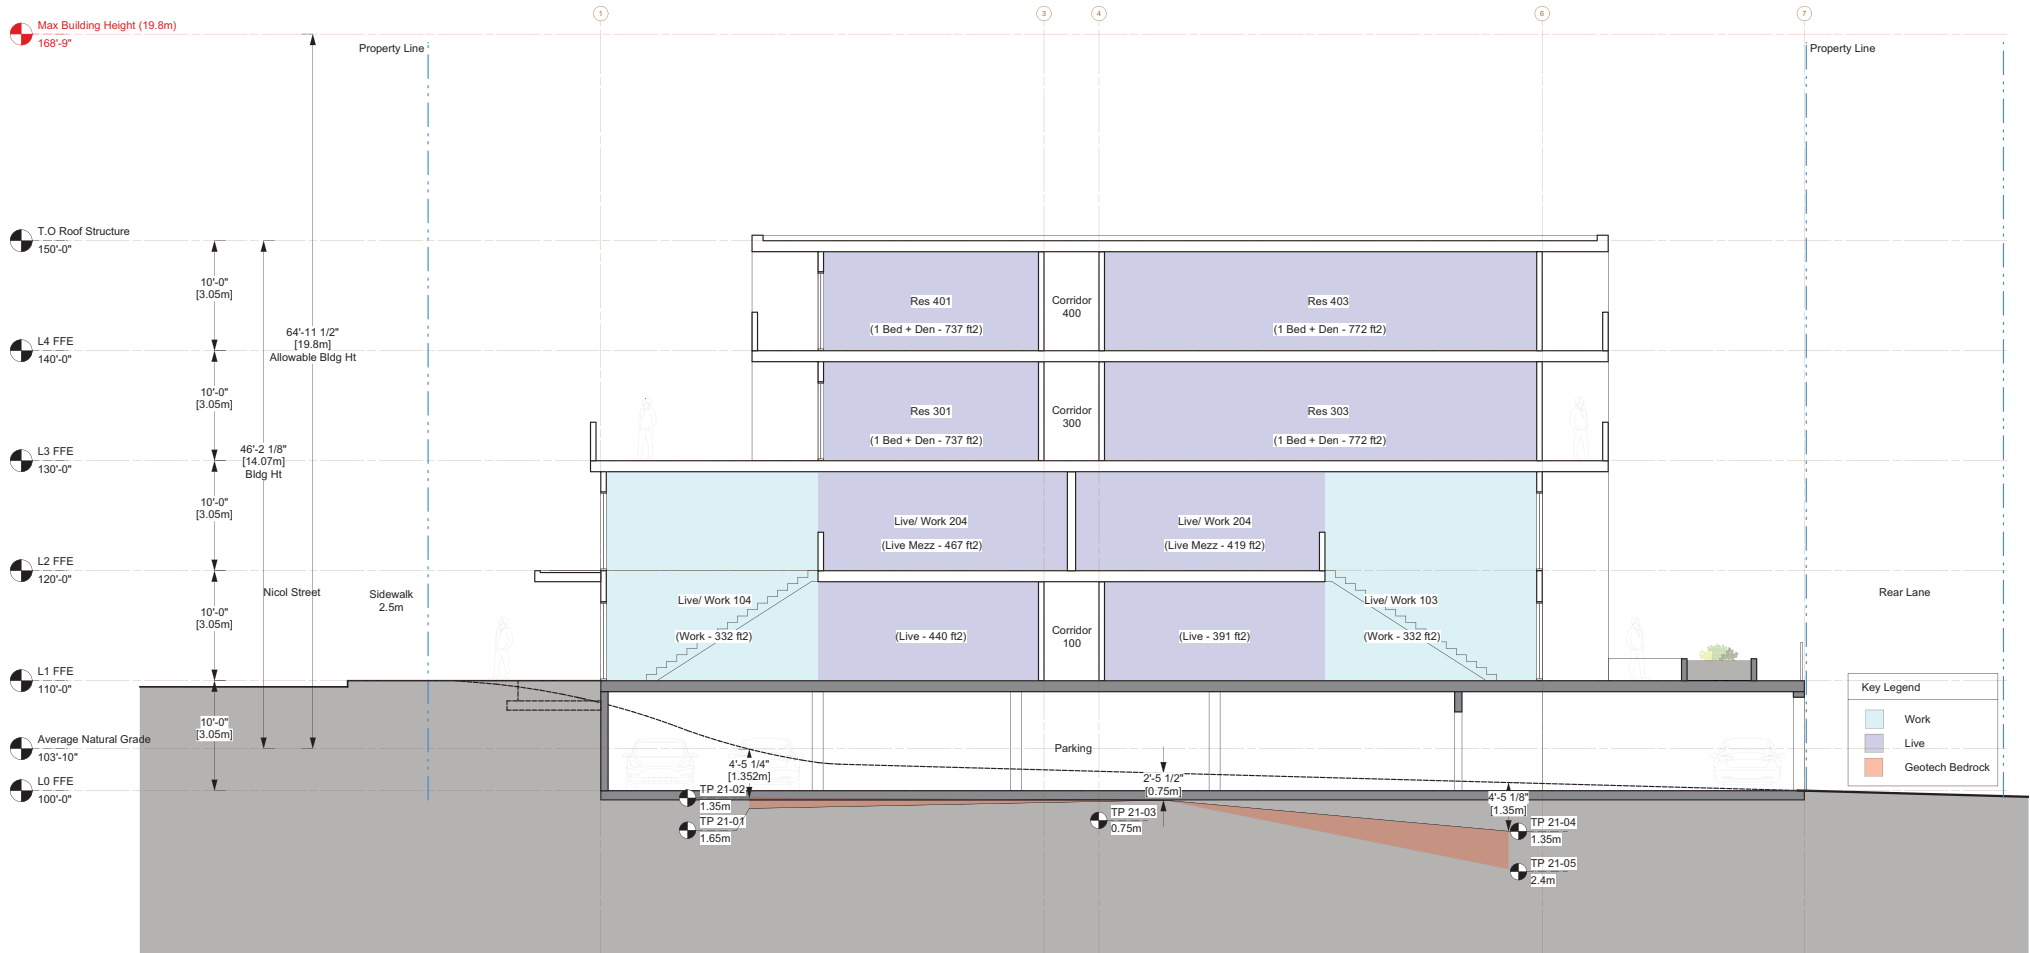 1
3
4
6
7
Max Building Height (19.8m)
168'-9"
Property Line
Property Line
T.O Roof Structure
150'-0"
10'-0"
[3.05m]
Res 401
(1 Bed + Den - 737 ft2)
Corridor
400
Res 403
(1 Bed + Den - 772 ft2)
64'-11 1/2"
[19.8m]
Allowable Bldg Ht
L4 FFE
140'-0"
10'-0"
[3.05m]
Res 301
(1 Bed + Den - 737 ft2)
Corridor
300
Res 303
(1 Bed + Den - 772 ft2)
46'-2 1/8"
[14.07m]
Bldg Ht
L3 FFE
130'-0"
10'-0"
[3.05m]
Live/ Work 204
(Live Mezz - 467 ft2)
Live/ Work 204
(Live Mezz - 419 ft2)
L2 FFE
120'-0"
10'-0"
[3.05m]
Nicol Street
Sidewalk
2.5m
Live/ Work 104
(Work - 332 ft2)
(Live - 440 ft2)
Corridor
100
(Live - 391 ft2)
Live/ Work 103
(Work - 332 ft2)
Rear Lane
L1 FFE
110'-0"
10'-0"
[3.05m]
Key Legend
Work
Live
Geotech Bedrock
Average Natural Grade
103'-10"
Parking
4'-5 1/4"
[1.352m]
2'-5 1/2"
[0.75m]
4'-5 1/8"
[1.35m]
L0 FFE
100'-0"
TP 21-02
1.35m
TP 21-01
1.65m
TP 21-03
0.75m
TP 21-04
1.35m
TP 21-05
2.4m